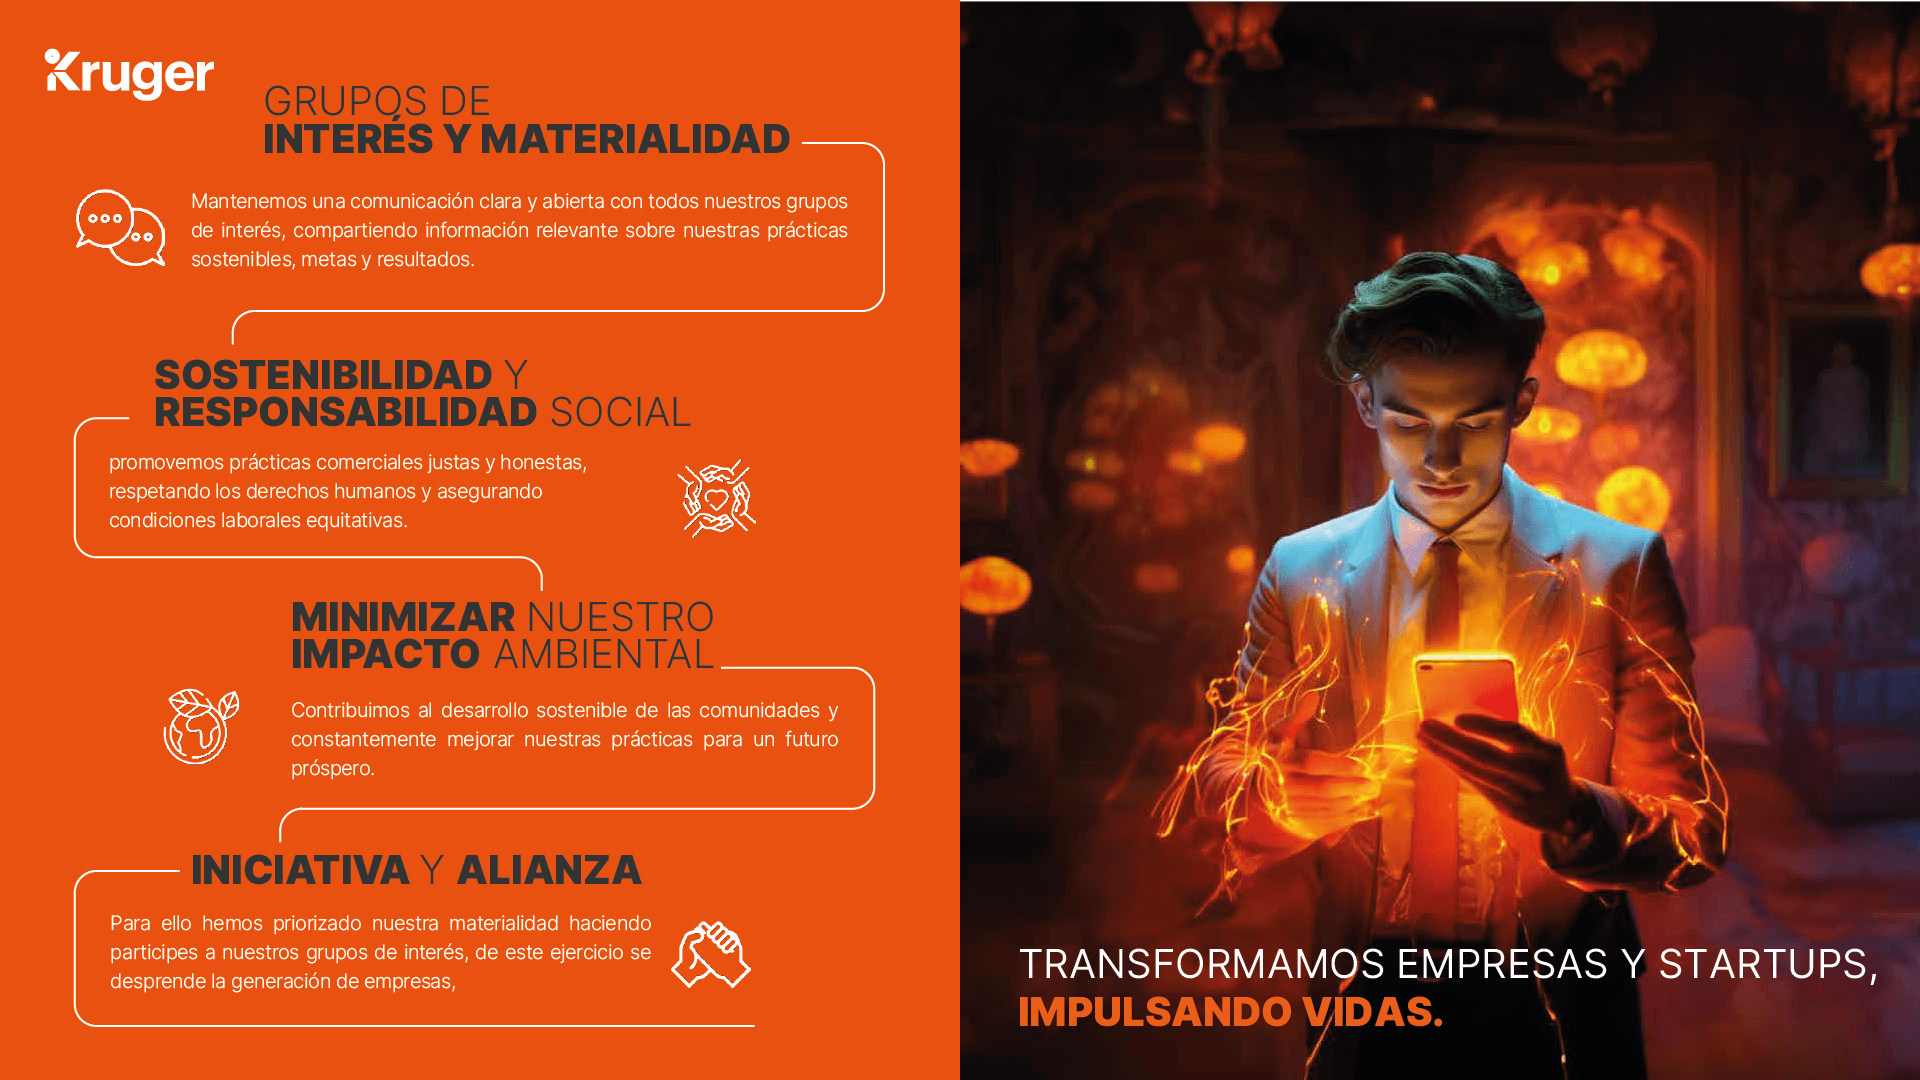 Kruger
GRUPOS DE
INTERÉS Y MATERIALIDAD
Mantenemos una comunicación clara y abierta con todos nuestros grupos
de interés, compartiendo información relevante sobre nuestras prácticas
sostenibles, metas y resultados.
SOSTENIBILIDAD Y
RESPONSABILIDAD SOCIAL
promovemos prácticas comerciales justas y honestas,
respetando los derechos humanos y asegurando
condiciones laborales equitativas.
MINIMIZAR NUESTRO
IMPACTO AMBIENTAL
Contribuimos al desarrollo sostenible de las comunidades y
constantemente mejorar nuestras prácticas para un futuro
próspero.
INICIATIVA Y ALIANZA
Para ello hemos priorizado nuestra materialidad haciendo
participes a nuestros grupos de interés, de este ejercicio se
desprende la generación de empresas,
TRANSFORMAMOS EMPRESAS Y STARTUPS,
IMPULSANDO VIDAS.